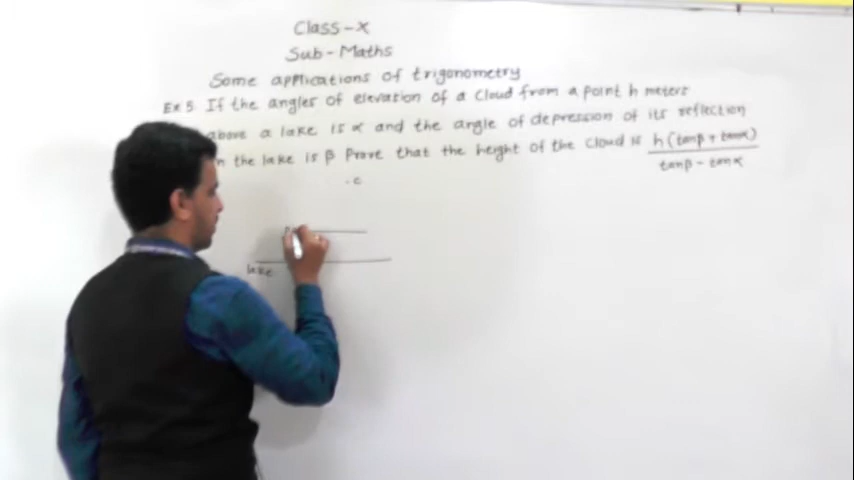 Class-X
Sub-Maths
Some applications of trigonometry
Ex 5. If the angles of elevation of a cloud from a point h meters
above a lake is α and the angle of depression of its reflection
the lake is β Prove that the height of the cloud is h(tanβ+tanα)/tanβ-tanα
.c
lake